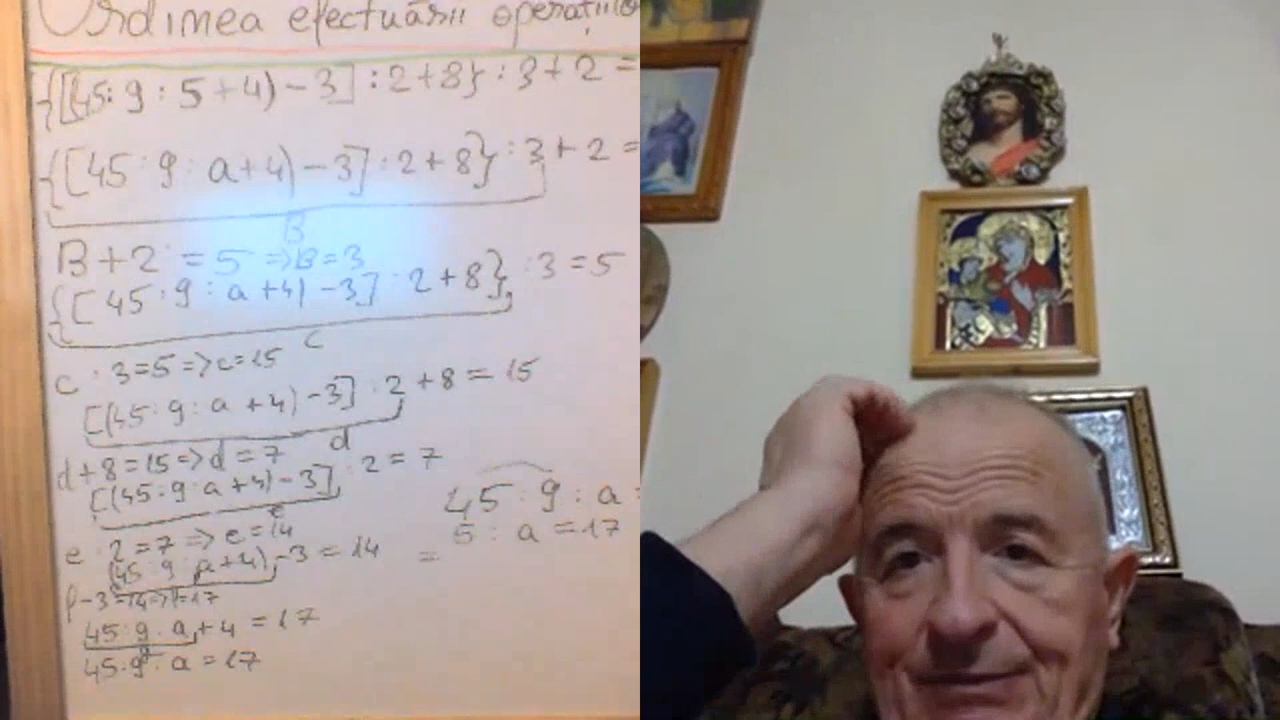 Ordinea efectuării operațiilo
{[(45:9:5+4)-3]:2+8}:3+2=
{[45:9:a+4)-3]:2+8}:3+2=
B
B+2=5=>B=3
{[45:9:a+4)-3]:2+8}:3=5
c
c:3=5=>c=15
[(45:9:a+4)-3]:2+8=15
d
d+8=15=>d=7
[(45:9:a+4)-3]:2=7
e
e:2=7=>e=14
(45:9:a+4)-3=14
f-3=14=>f=17
45:9:a+4=17
g
45:9:a=17
45:9:a=
=5:a=17